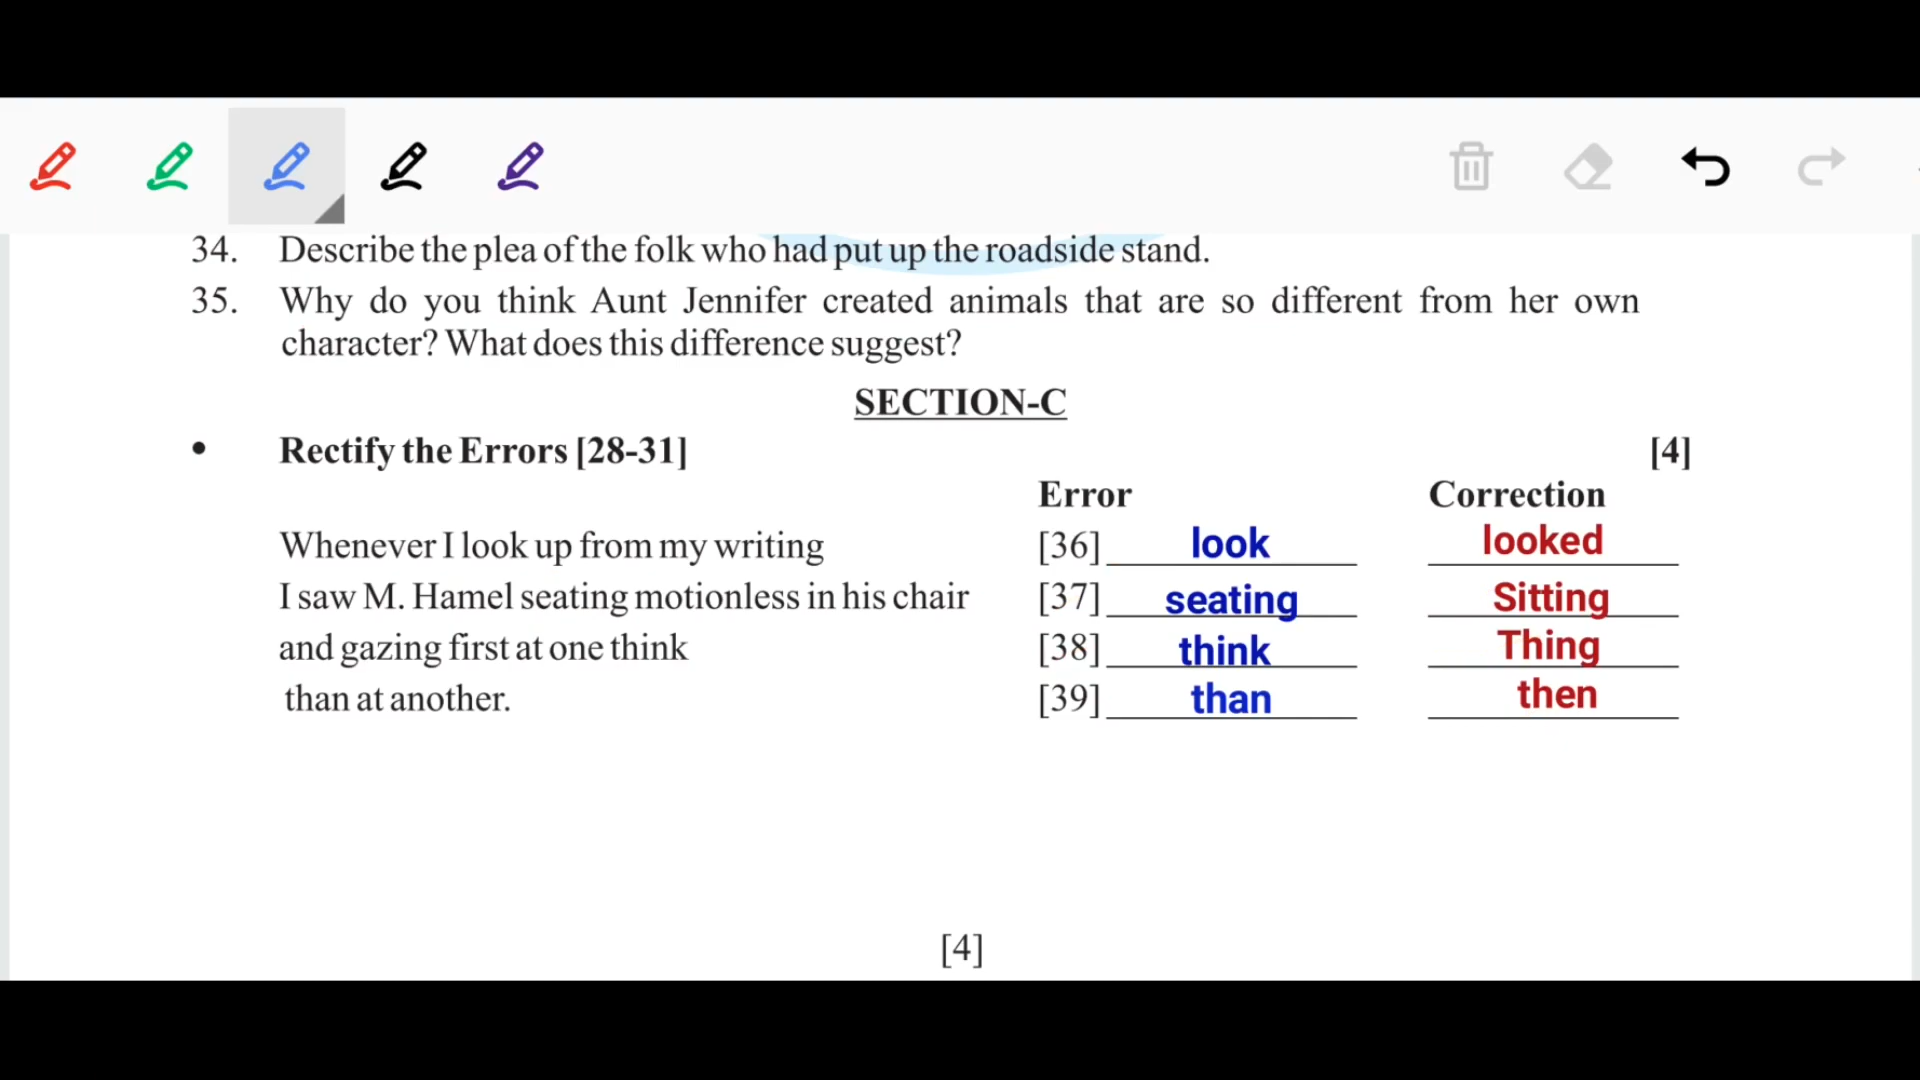 34. Describe the plea of the folk who had put up the roadside stand.
35. Why do you think Aunt Jennifer created animals that are so different from her own
character? What does this difference suggest?
SECTION-C
• Rectify the Errors [28-31] [4]
Error Correction
Whenever I look up from my writing [36] look looked
I saw M. Hamel seating motionless in his chair [37] seating Sitting
and gazing first at one think [38] think Thing
than at another. [39] than then
[4]